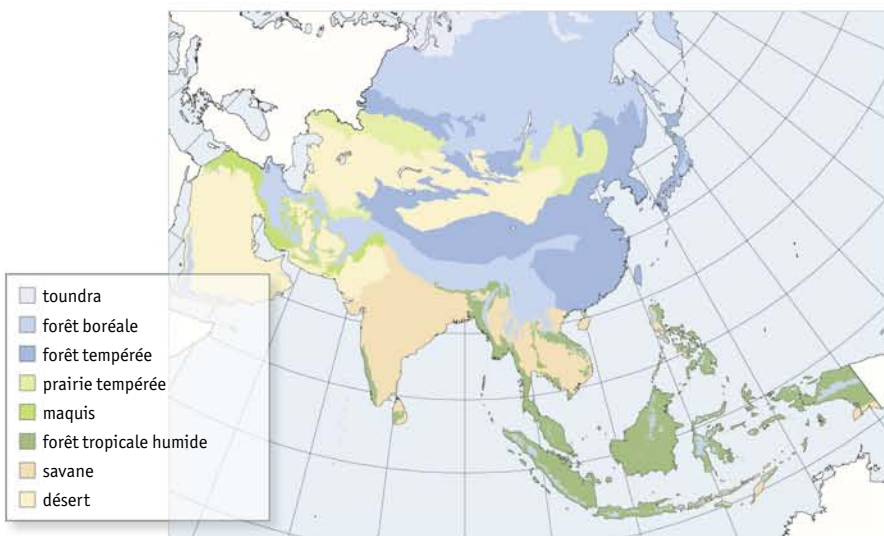 toundra
forêt boréale
forêt tempérée
prairie tempérée
maquis
forêt tropicale humide
savane
désert